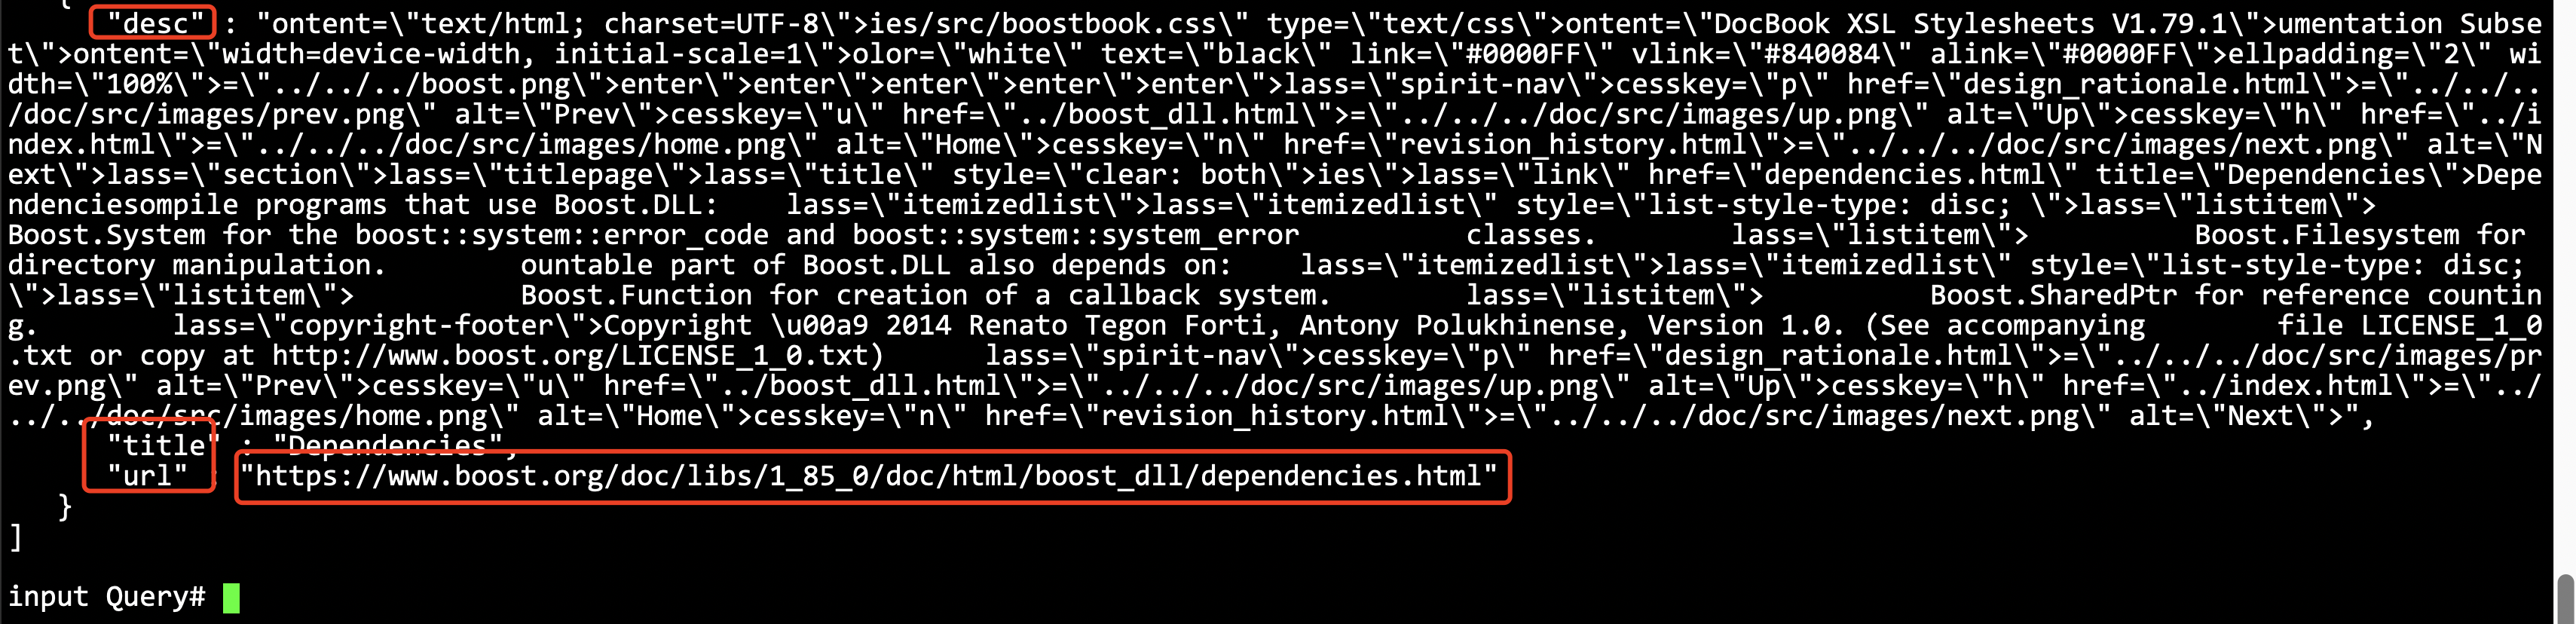 {
"desc" : "ontent=\"text/html; charset=UTF-8\">ies/src/boostbook.css\" type=\"text/css\">ontent=\"DocBook XSL Stylesheets V1.79.1\">umentation Subse
t\">ontent=\"width=device-width, initial-scale=1\">olor=\"white\" text=\"black\" link=\"#0000FF\" vlink=\"#840084\" alink=\"#0000FF\">ellpadding=\"2\" wi
dth=\"100%\">=\"../../../boost.png\">enter\">enter\">enter\">enter\">enter\">lass=\"spirit-nav\">cesskey=\"p\" href=\"design_rationale.html\">=\"../../..
/doc/src/images/prev.png\" alt=\"Prev\">cesskey=\"u\" href=\"../boost_dll.html\">=\"../../../doc/src/images/up.png\" alt=\"Up\">cesskey=\"h\" href=\"../i
ndex.html\">=\"../../../doc/src/images/home.png\" alt=\"Home\">cesskey=\"n\" href=\"revision_history.html\">=\"../../../doc/src/images/next.png\" alt=\"N
ext\">lass=\"section\">lass=\"titlepage\">lass=\"title\" style=\"clear: both\">ies\">lass=\"link\" href=\"dependencies.html\" title=\"Dependencies\">Depe
ndenciesompile programs that use Boost.DLL:    lass=\"itemizedlist\">lass=\"itemizedlist\" style=\"list-style-type: disc; \">lass=\"listitem\">
Boost.System for the boost::system::error_code and boost::system::system_error          classes.        lass=\"listitem\">          Boost.Filesystem for
directory manipulation.        ountable part of Boost.DLL also depends on:    lass=\"itemizedlist\">lass=\"itemizedlist\" style=\"list-style-type: disc;
\">lass=\"listitem\">          Boost.Function for creation of a callback system.        lass=\"listitem\">          Boost.SharedPtr for reference countin
g.        lass=\"copyright-footer\">Copyright \u00a9 2014 Renato Tegon Forti, Antony Polukhinense, Version 1.0. (See accompanying        file LICENSE_1_0
.txt or copy at http://www.boost.org/LICENSE_1_0.txt)      lass=\"spirit-nav\">cesskey=\"p\" href=\"design_rationale.html\">=\"../../../doc/src/images/pr
ev.png\" alt=\"Prev\">cesskey=\"u\" href=\"../boost_dll.html\">=\"../../../doc/src/images/up.png\" alt=\"Up\">cesskey=\"h\" href=\"../index.html\">=\"../
../../doc/src/images/home.png\" alt=\"Home\">cesskey=\"n\" href=\"revision_history.html\">=\"../../../doc/src/images/next.png\" alt=\"Next\">",
"title" : "Dependencies",
"url" : "https://www.boost.org/doc/libs/1_85_0/doc/html/boost_dll/dependencies.html"
}
]
input Query#